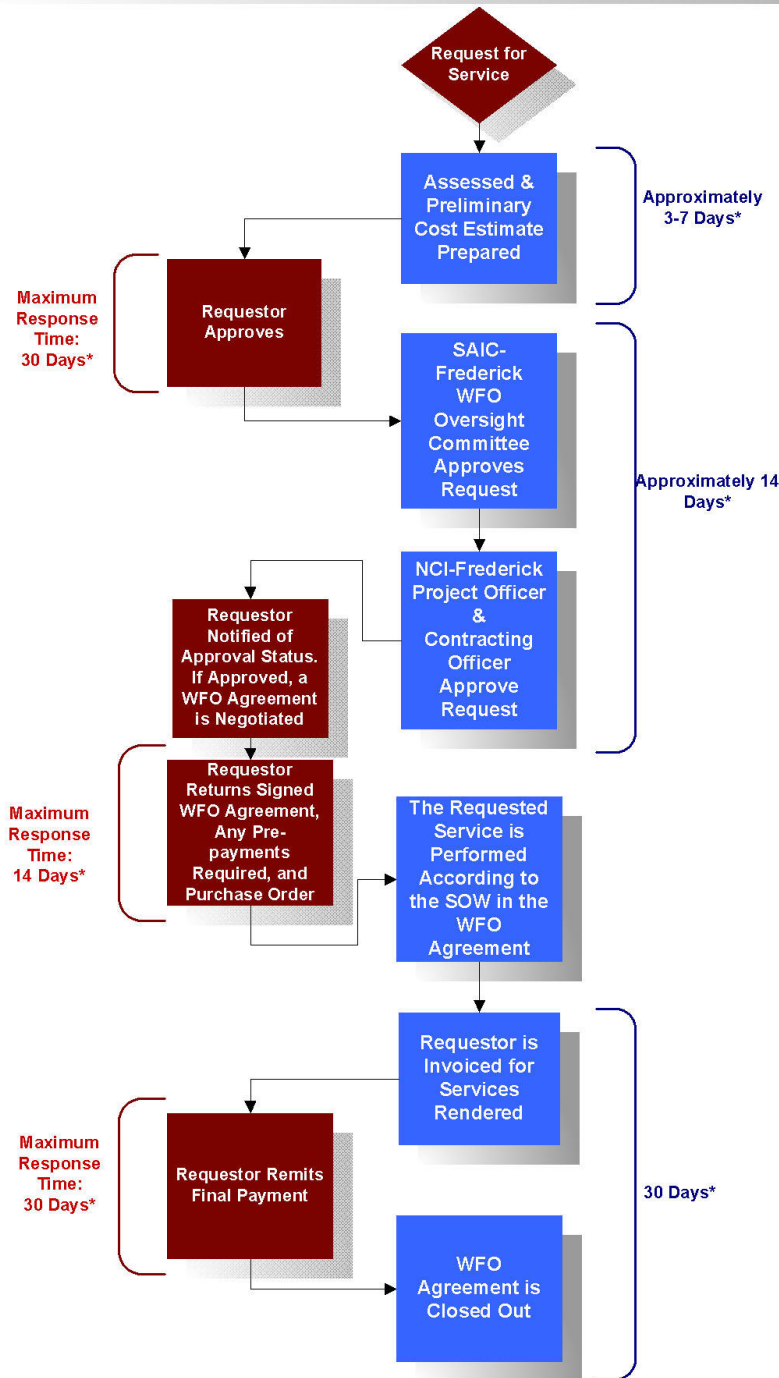 Request for
Service
Assessed &
Preliminary
Cost Estimate
Prepared
Approximately
3-7 Days*
Maximum
Response
Time:
30 Days*
Requestor
Approves
SAIC-
Frederick
WFO
Oversight
Committee
Approves
Request
Approximately 14
Days*
NCI-Frederick
Project Officer
&
Contracting
Officer
Approve
Request
Requestor
Notified of
Approval Status.
If Approved, a
WFO Agreement
is Negotiated
Maximum
Response
Time:
14 Days*
Requestor
Returns Signed
WFO Agreement,
Any Pre-
payments
Required, and
Purchase Order
The Requested
Service is
Performed
According to
the SOW in the
WFO
Agreement
Requestor is
Invoiced for
Services
Rendered
Maximum
Response
Time:
30 Days*
Requestor Remits
Final Payment
30 Days*
WFO
Agreement is
Closed Out